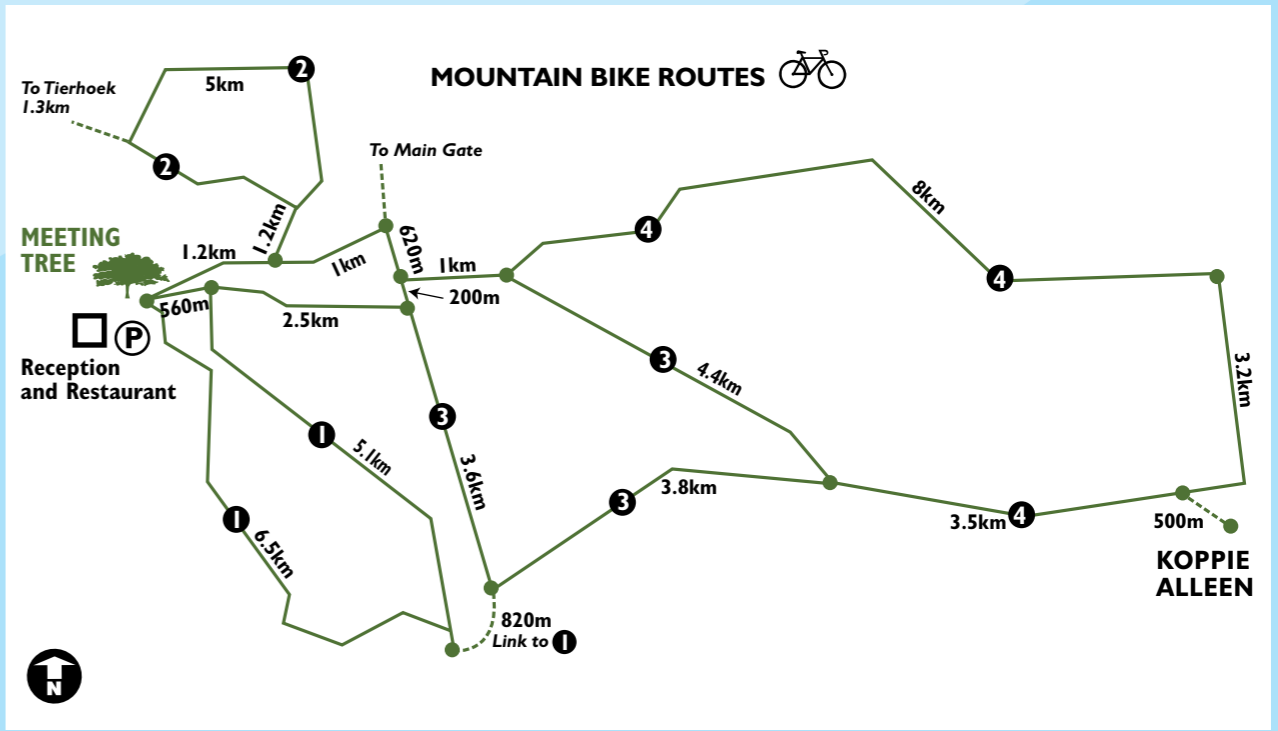 MOUNTAIN BIKE ROUTES
To Tierhoek
1.3km
5km
2
2
To Main Gate
MEETING
TREE
1.2km
1.2km
1km
620m
1km
200m
4
8km
4
560m
2.5km
P
Reception
and Restaurant
3
4.4km
3.2km
3
1
5.1km
3.6km
3
3.8km
3.5km
4
500m
KOPPIE
ALLEEN
1
6.5km
820m
Link to 1
N